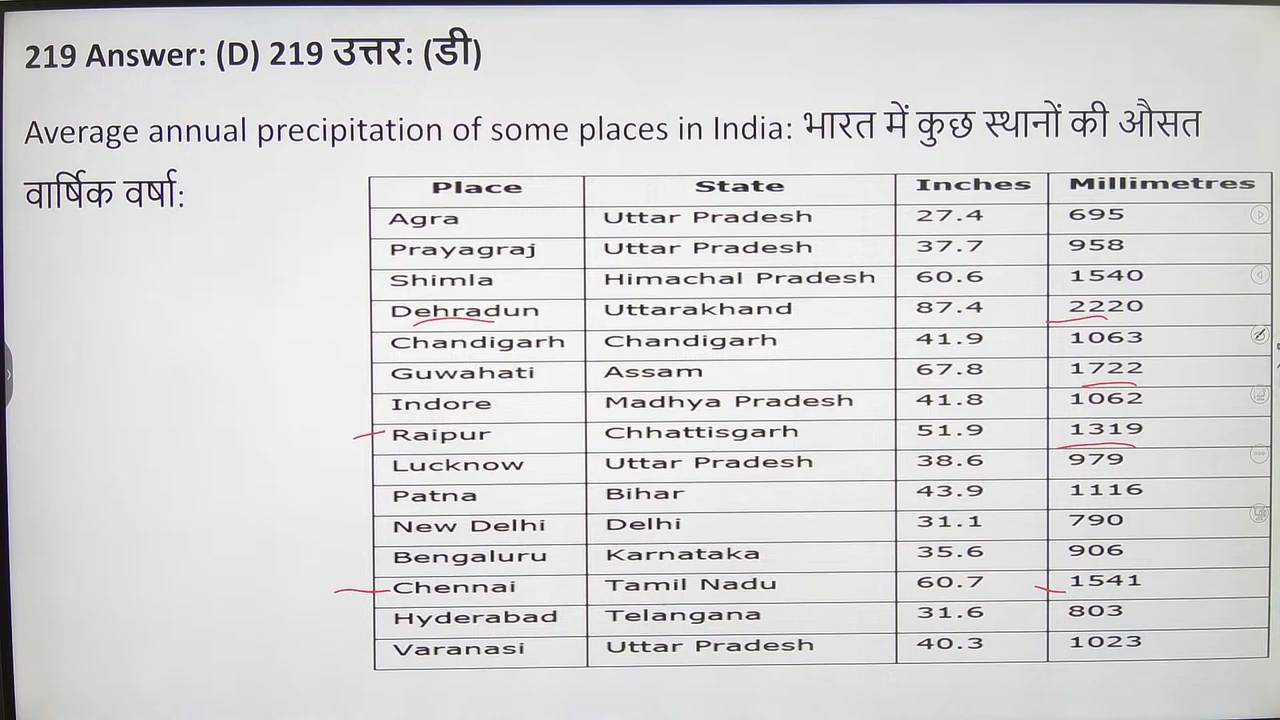 219 Answer: (D) 219 उत्तर: (डी)
Average annual precipitation of some places in India: भारत में कुछ स्थानों की औसत
वार्षिक वर्षा:
Place State Inches Millimetres
Agra Uttar Pradesh 27.4 695
Prayagraj Uttar Pradesh 37.7 958
Shimla Himachal Pradesh 60.6 1540
Dehradun Uttarakhand 87.4 2220
Chandigarh Chandigarh 41.9 1063
Guwahati Assam 67.8 1722
Indore Madhya Pradesh 41.8 1062
Raipur Chhattisgarh 51.9 1319
Lucknow Uttar Pradesh 38.6 979
Patna Bihar 43.9 1116
New Delhi Delhi 31.1 790
Bengaluru Karnataka 35.6 906
Chennai Tamil Nadu 60.7 1541
Hyderabad Telangana 31.6 803
Varanasi Uttar Pradesh 40.3 1023